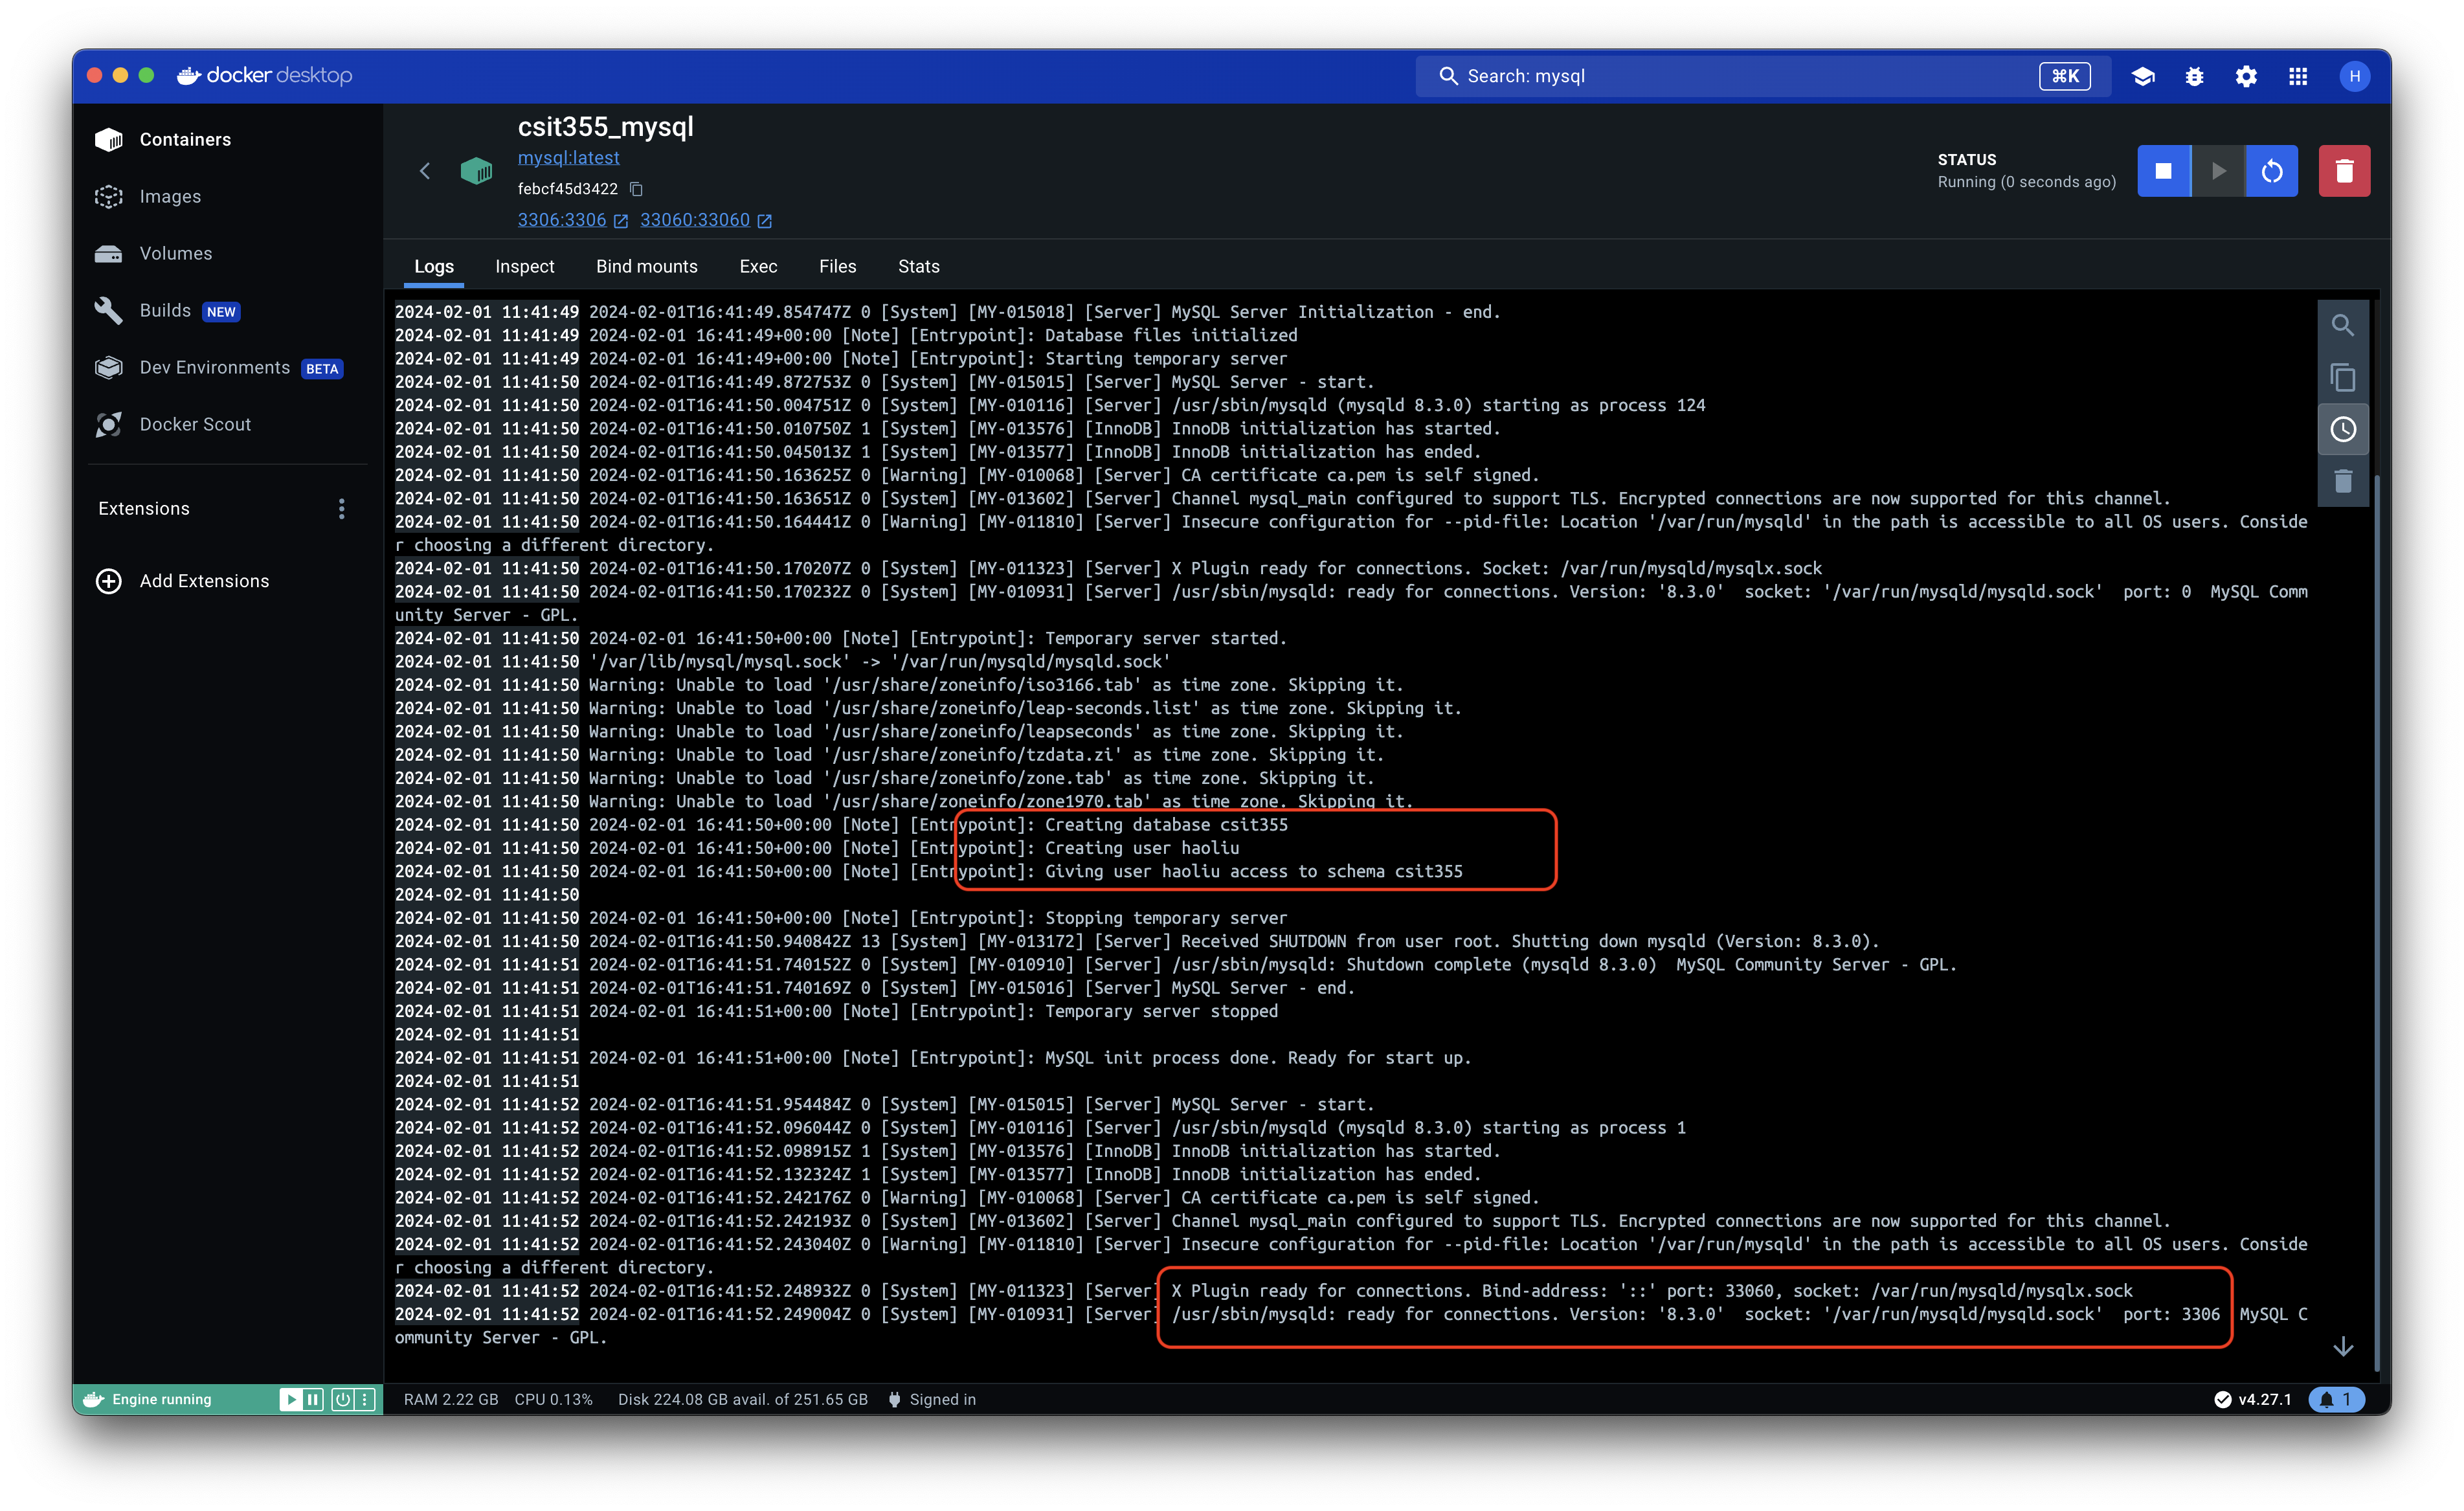 docker desktop
Search: mysql
⌘K
H
Containers
Images
Volumes
Builds NEW
Dev Environments BETA
Docker Scout
Extensions
Add Extensions
csit355_mysql
mysql:latest
febcf45d3422
3306:3306 33060:33060
STATUS
Running (0 seconds ago)
Logs Inspect Bind mounts Exec Files Stats
2024-02-01 11:41:49 2024-02-01T16:41:49.854747Z 0 [System] [MY-015018] [Server] MySQL Server Initialization - end.
2024-02-01 11:41:49 2024-02-01 16:41:49+00:00 [Note] [Entrypoint]: Database files initialized
2024-02-01 11:41:49 2024-02-01 16:41:49+00:00 [Note] [Entrypoint]: Starting temporary server
2024-02-01 11:41:50 2024-02-01T16:41:49.872753Z 0 [System] [MY-015015] [Server] MySQL Server - start.
2024-02-01 11:41:50 2024-02-01T16:41:50.004751Z 0 [System] [MY-010116] [Server] /usr/sbin/mysqld (mysqld 8.3.0) starting as process 124
2024-02-01 11:41:50 2024-02-01T16:41:50.010750Z 1 [System] [MY-013576] [InnoDB] InnoDB initialization has started.
2024-02-01 11:41:50 2024-02-01T16:41:50.045013Z 1 [System] [MY-013577] [InnoDB] InnoDB initialization has ended.
2024-02-01 11:41:50 2024-02-01T16:41:50.163625Z 0 [Warning] [MY-010068] [Server] CA certificate ca.pem is self signed.
2024-02-01 11:41:50 2024-02-01T16:41:50.163651Z 0 [System] [MY-013602] [Server] Channel mysql_main configured to support TLS. Encrypted connections are now supported for this channel.
2024-02-01 11:41:50 2024-02-01T16:41:50.164441Z 0 [Warning] [MY-011810] [Server] Insecure configuration for --pid-file: Location '/var/run/mysqld' in the path is accessible to all OS users. Conside
r choosing a different directory.
2024-02-01 11:41:50 2024-02-01T16:41:50.170207Z 0 [System] [MY-011323] [Server] X Plugin ready for connections. Socket: /var/run/mysqld/mysqlx.sock
2024-02-01 11:41:50 2024-02-01T16:41:50.170232Z 0 [System] [MY-010931] [Server] /usr/sbin/mysqld: ready for connections. Version: '8.3.0'  socket: '/var/run/mysqld/mysqld.sock'  port: 0  MySQL Comm
unity Server - GPL.
2024-02-01 11:41:50 2024-02-01 16:41:50+00:00 [Note] [Entrypoint]: Temporary server started.
2024-02-01 11:41:50 '/var/lib/mysql/mysql.sock' -> '/var/run/mysqld/mysqld.sock'
2024-02-01 11:41:50 Warning: Unable to load '/usr/share/zoneinfo/iso3166.tab' as time zone. Skipping it.
2024-02-01 11:41:50 Warning: Unable to load '/usr/share/zoneinfo/leap-seconds.list' as time zone. Skipping it.
2024-02-01 11:41:50 Warning: Unable to load '/usr/share/zoneinfo/leapseconds' as time zone. Skipping it.
2024-02-01 11:41:50 Warning: Unable to load '/usr/share/zoneinfo/tzdata.zi' as time zone. Skipping it.
2024-02-01 11:41:50 Warning: Unable to load '/usr/share/zoneinfo/zone.tab' as time zone. Skipping it.
2024-02-01 11:41:50 Warning: Unable to load '/usr/share/zoneinfo/zone1970.tab' as time zone. Skipping it.
2024-02-01 11:41:50 2024-02-01 16:41:50+00:00 [Note] [Entrypoint]: Creating database csit355
2024-02-01 11:41:50 2024-02-01 16:41:50+00:00 [Note] [Entrypoint]: Creating user haoliu
2024-02-01 11:41:50 2024-02-01 16:41:50+00:00 [Note] [Entrypoint]: Giving user haoliu access to schema csit355
2024-02-01 11:41:50
2024-02-01 11:41:50 2024-02-01 16:41:50+00:00 [Note] [Entrypoint]: Stopping temporary server
2024-02-01 11:41:50 2024-02-01T16:41:50.940842Z 13 [System] [MY-013172] [Server] Received SHUTDOWN from user root. Shutting down mysqld (Version: 8.3.0).
2024-02-01 11:41:51 2024-02-01T16:41:51.740152Z 0 [System] [MY-010910] [Server] /usr/sbin/mysqld: Shutdown complete (mysqld 8.3.0)  MySQL Community Server - GPL.
2024-02-01 11:41:51 2024-02-01T16:41:51.740169Z 0 [System] [MY-015016] [Server] MySQL Server - end.
2024-02-01 11:41:51 2024-02-01 16:41:51+00:00 [Note] [Entrypoint]: Temporary server stopped
2024-02-01 11:41:51
2024-02-01 11:41:51 2024-02-01 16:41:51+00:00 [Note] [Entrypoint]: MySQL init process done. Ready for start up.
2024-02-01 11:41:51
2024-02-01 11:41:52 2024-02-01T16:41:51.954484Z 0 [System] [MY-015015] [Server] MySQL Server - start.
2024-02-01 11:41:52 2024-02-01T16:41:52.096044Z 0 [System] [MY-010116] [Server] /usr/sbin/mysqld (mysqld 8.3.0) starting as process 1
2024-02-01 11:41:52 2024-02-01T16:41:52.098915Z 1 [System] [MY-013576] [InnoDB] InnoDB initialization has started.
2024-02-01 11:41:52 2024-02-01T16:41:52.132324Z 1 [System] [MY-013577] [InnoDB] InnoDB initialization has ended.
2024-02-01 11:41:52 2024-02-01T16:41:52.242176Z 0 [Warning] [MY-010068] [Server] CA certificate ca.pem is self signed.
2024-02-01 11:41:52 2024-02-01T16:41:52.242193Z 0 [System] [MY-013602] [Server] Channel mysql_main configured to support TLS. Encrypted connections are now supported for this channel.
2024-02-01 11:41:52 2024-02-01T16:41:52.243040Z 0 [Warning] [MY-011810] [Server] Insecure configuration for --pid-file: Location '/var/run/mysqld' in the path is accessible to all OS users. Conside
r choosing a different directory.
2024-02-01 11:41:52 2024-02-01T16:41:52.248932Z 0 [System] [MY-011323] [Server] X Plugin ready for connections. Bind-address: '::' port: 33060, socket: /var/run/mysqld/mysqlx.sock
2024-02-01 11:41:52 2024-02-01T16:41:52.249004Z 0 [System] [MY-010931] [Server] /usr/sbin/mysqld: ready for connections. Version: '8.3.0'  socket: '/var/run/mysqld/mysqld.sock'  port: 3306  MySQL C
ommunity Server - GPL.
Engine running
RAM 2.22 GB CPU 0.13% Disk 224.08 GB avail. of 251.65 GB Signed in
v4.27.1
1